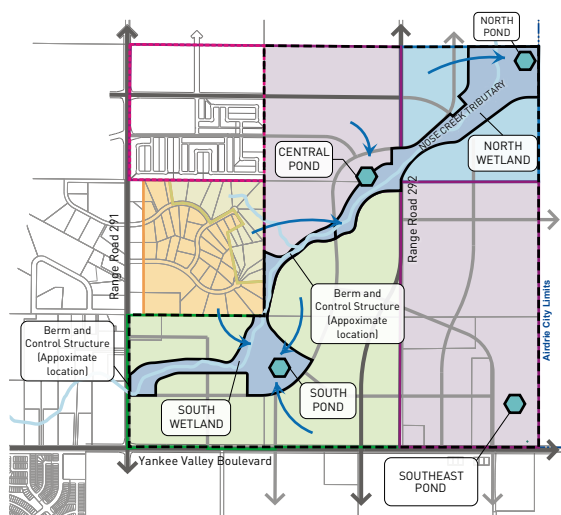 NORTH
POND
NOSE CREEK TRIBUTARY
NORTH
WETLAND
CENTRAL
POND
Range Road 291
Range Road 292
Airdrie City Limits
Berm and
Control Structure
(Appoximate
location)
Berm and
Control Structure
(Appoximate
location)
SOUTH
WETLAND
SOUTH
POND
Yankee Valley Boulevard
SOUTHEAST
POND